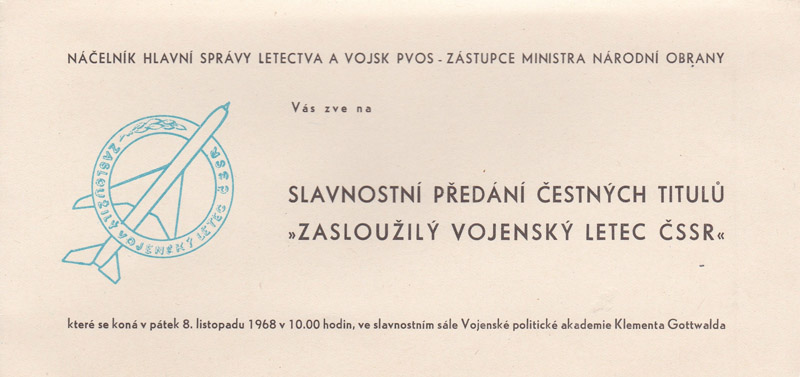 NÁČELNÍK HLAVNÍ SPRÁVY LETECTVA A VOJSK PVOS - ZÁSTUPCE MINISTRA NÁRODNÍ OBRANY
Vás zve na
ZASLOUŽILÝ VOJENSKÝ LETEC ČSSR
SLAVNOSTNÍ PŘEDÁNÍ ČESTNÝCH TITULŮ
»ZASLOUŽILÝ VOJENSKÝ LETEC ČSSR«
které se koná v pátek 8. listopadu 1968 v 10.00 hodin, ve slavnostním sále Vojenské politické akademie Klementa Gottwalda